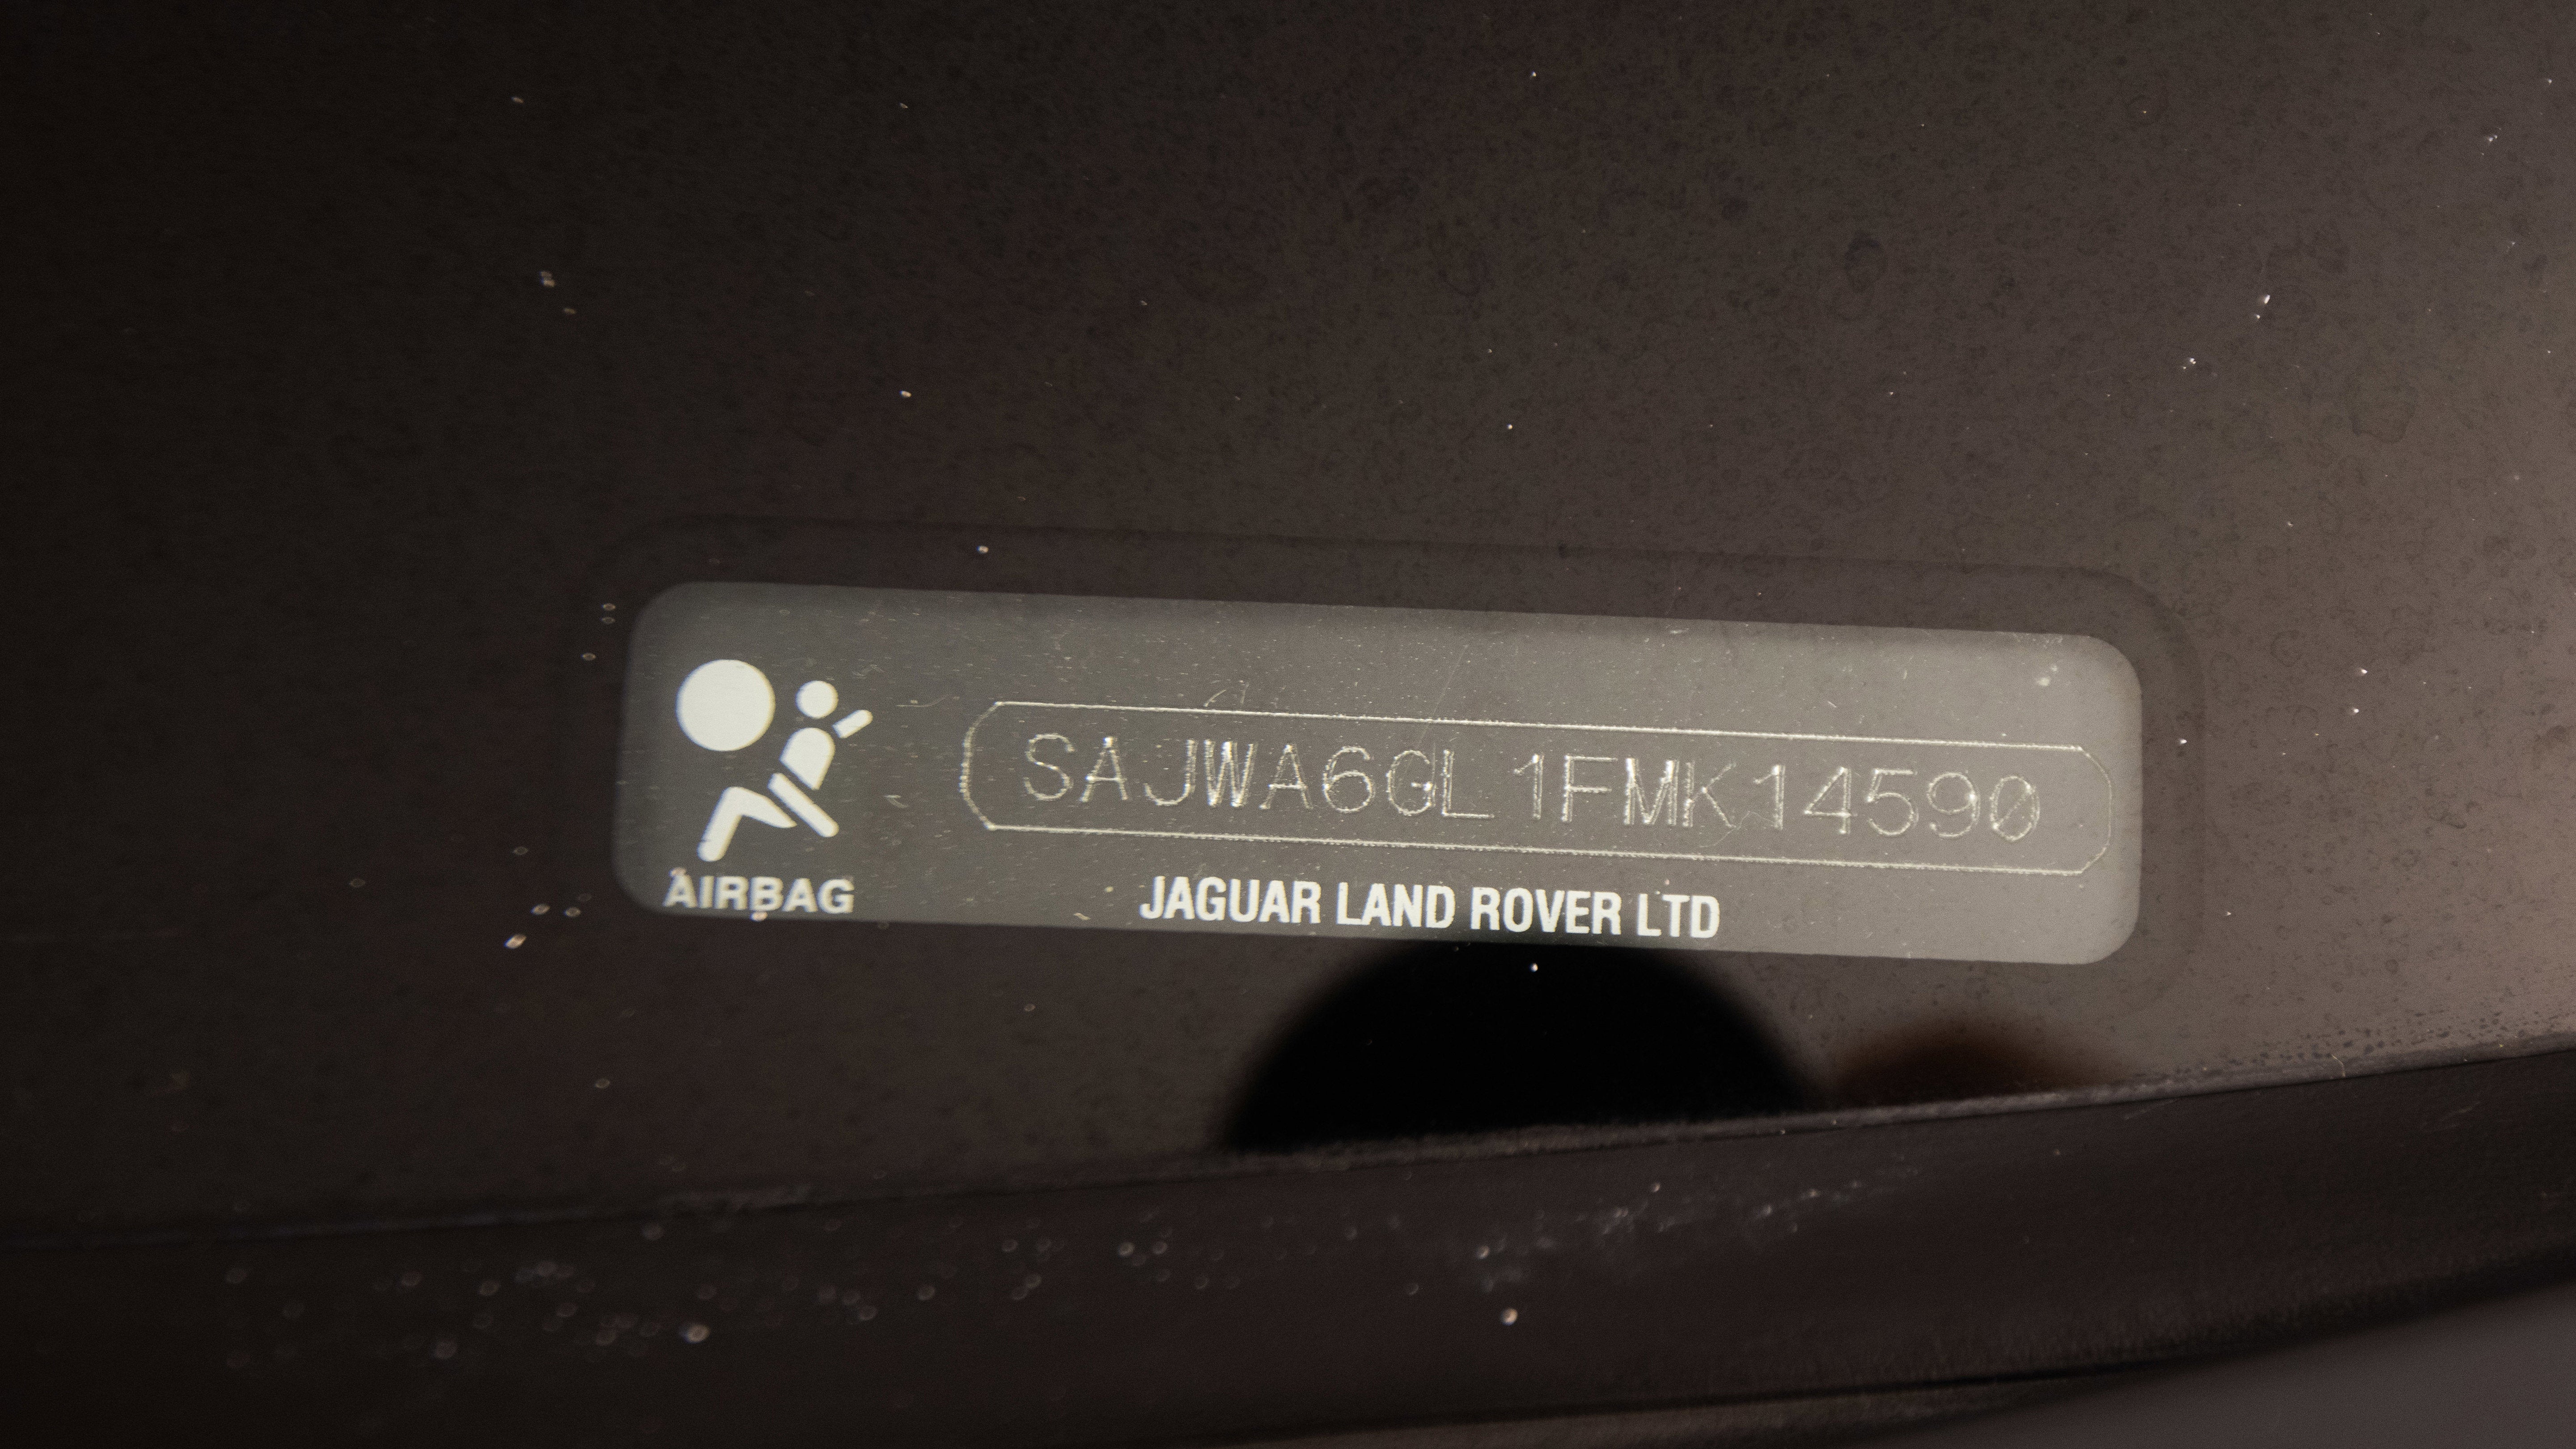 SAJWA6GL1FMK14590
AIRBAG
JAGUAR LAND ROVER LTD